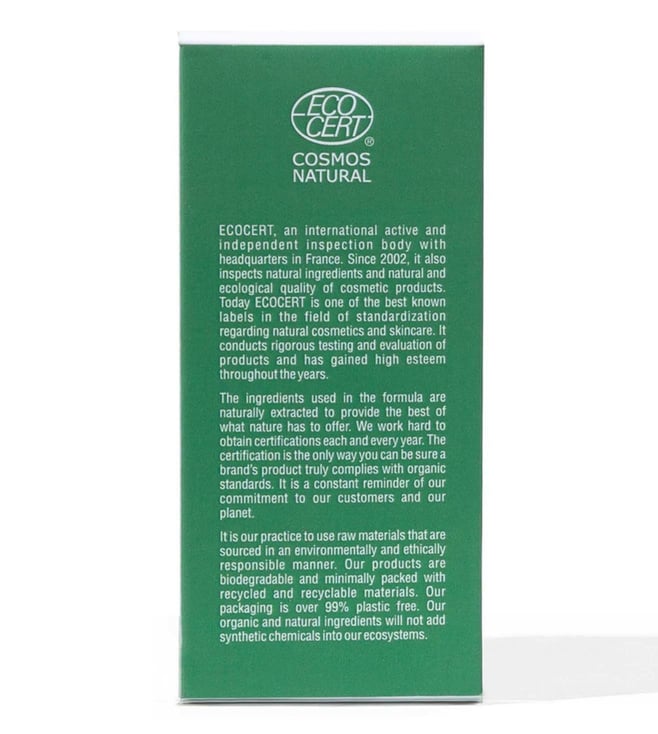 ECO
CERT
®
COSMOS
NATURAL
ECOCERT, an international active and
independent inspection body with
headquarters in France. Since 2002, it also
inspects natural ingredients and natural and
ecological quality of cosmetic products.
Today ECOCERT is one of the best known
labels in the field of standardization
regarding natural cosmetics and skincare. It
conducts rigorous testing and evaluation of
products and has gained high esteem
throughout the years.
The ingredients used in the formula are
naturally extracted to provide the best of
what nature has to offer. We work hard to
obtain certifications each and every year. The
certification is the only way you can be sure a
brand's product truly complies with organic
standards. It is a constant reminder of our
commitment to our customers and our
planet.
It is our practice to use raw materials that are
sourced in an environmentally and ethically
responsible manner. Our products are
biodegradable and minimally packed with
recycled and recyclable materials. Our
packaging is over 99% plastic free. Our
organic and natural ingredients will not add
synthetic chemicals into our ecosystems.